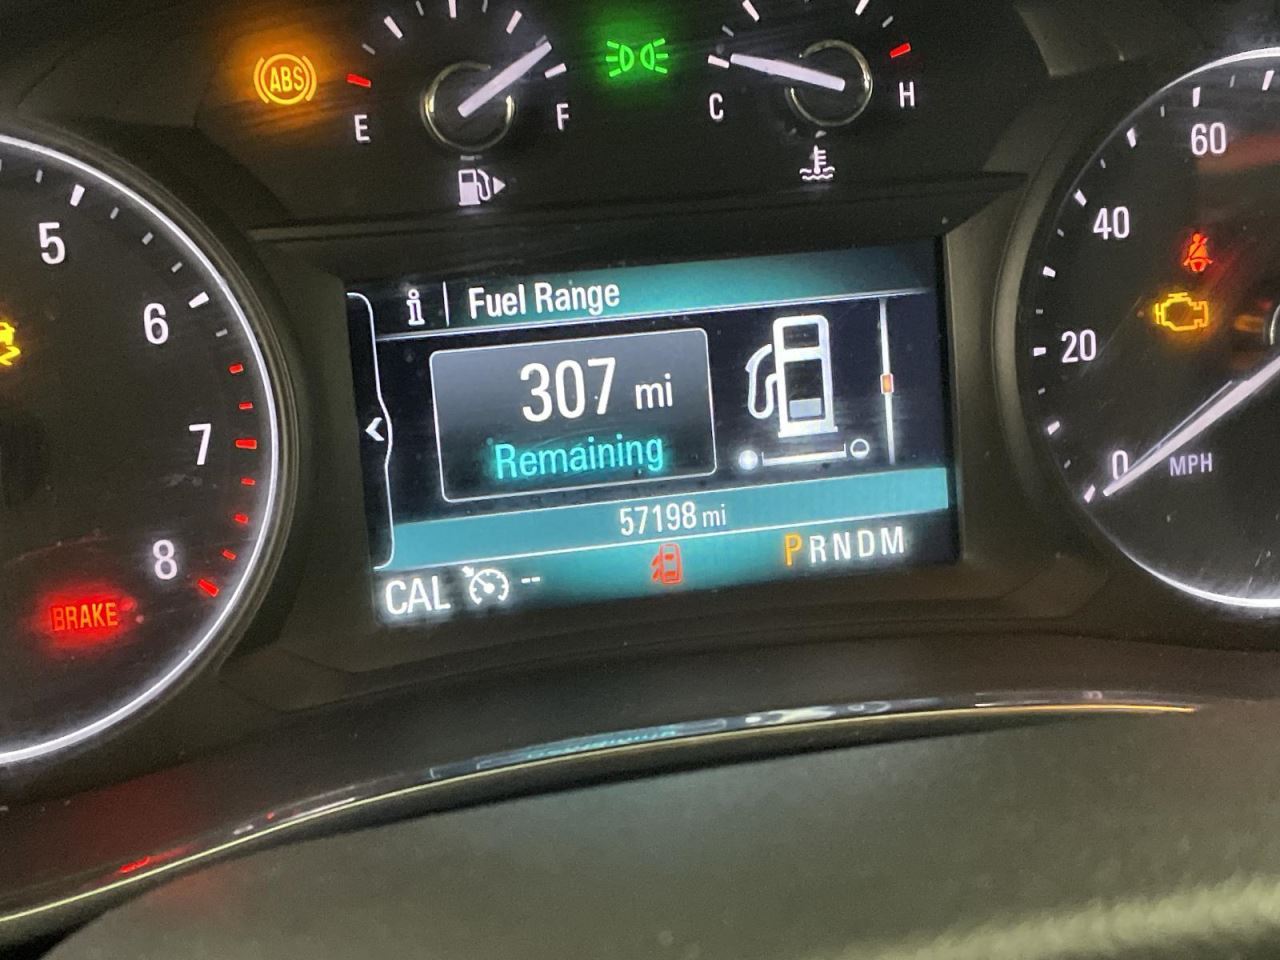 ABS
E
F
C
H
5
6
7
8
BRAKE
60
40
20
0
MPH
i Fuel Range
307 mi
Remaining
57198 mi
CAL --
PRNDM